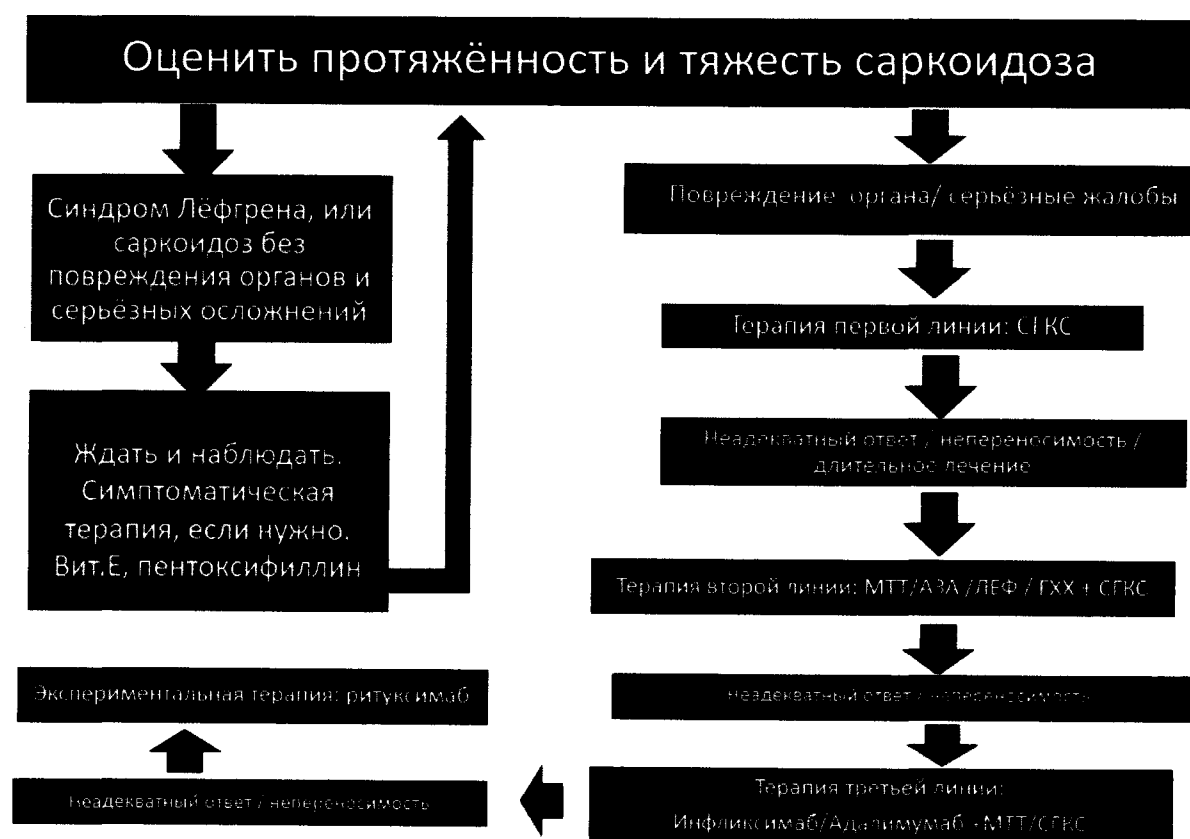 Оценить протяжённость и тяжесть саркоидоза
Синдром Лёфгрена, или
саркоидоз без
повреждения органов и
серьёзных осложнений
Ждать и наблюдать.
Симптоматическая
терапия, если нужно.
Вит.Е, пентоксифиллин
Повреждение органа/ серьёзные жалобы
Терапия первой линии: СГКС
Неадекватный ответ / непереносимость /
длительное лечение
Терапия второй линии: МТТ/АЗА /ЛЕФ / ГХХ + СГКС
Неадекватный ответ / непереносимость
Терапия третьей линии:
Инфликсимаб/Адалимумаб +МТТ/СГКС
Неадекватный ответ / непереносимость
Экспериментальная терапия: ритуксимаб